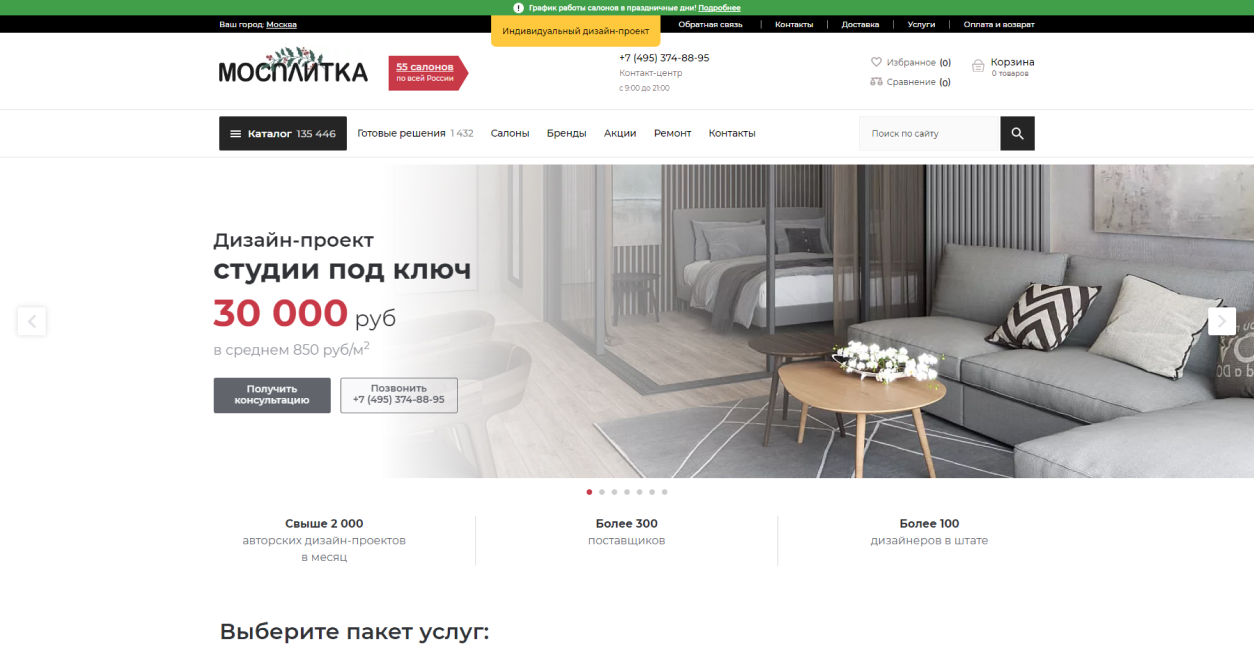 График работы салонов в праздничные дни! Подробнее
Ваш город: Москва
Индивидуальный дизайн-проект
Обратная связь
Контакты
Доставка
Услуги
Оплата и возврат
МОСПЛИТКА
55 салонов
по всей России
+7 (495) 374-88-95
Контакт-центр
с 9:00 до 21:00
Избранное (0)
Сравнение (0)
Корзина
0 товаров
Каталог 135 446
Готовые решения 1 432
Салоны
Бренды
Акции
Ремонт
Контакты
Поиск по сайту
Дизайн-проект
студии под ключ
30 000 руб
в среднем 850 руб/м²
Получить
консультацию
Позвонить
+7 (495) 374-88-95
Свыше 2 000
авторских дизайн-проектов
в месяц
Более 300
поставщиков
Более 100
дизайнеров в штате
Выберите пакет услуг: